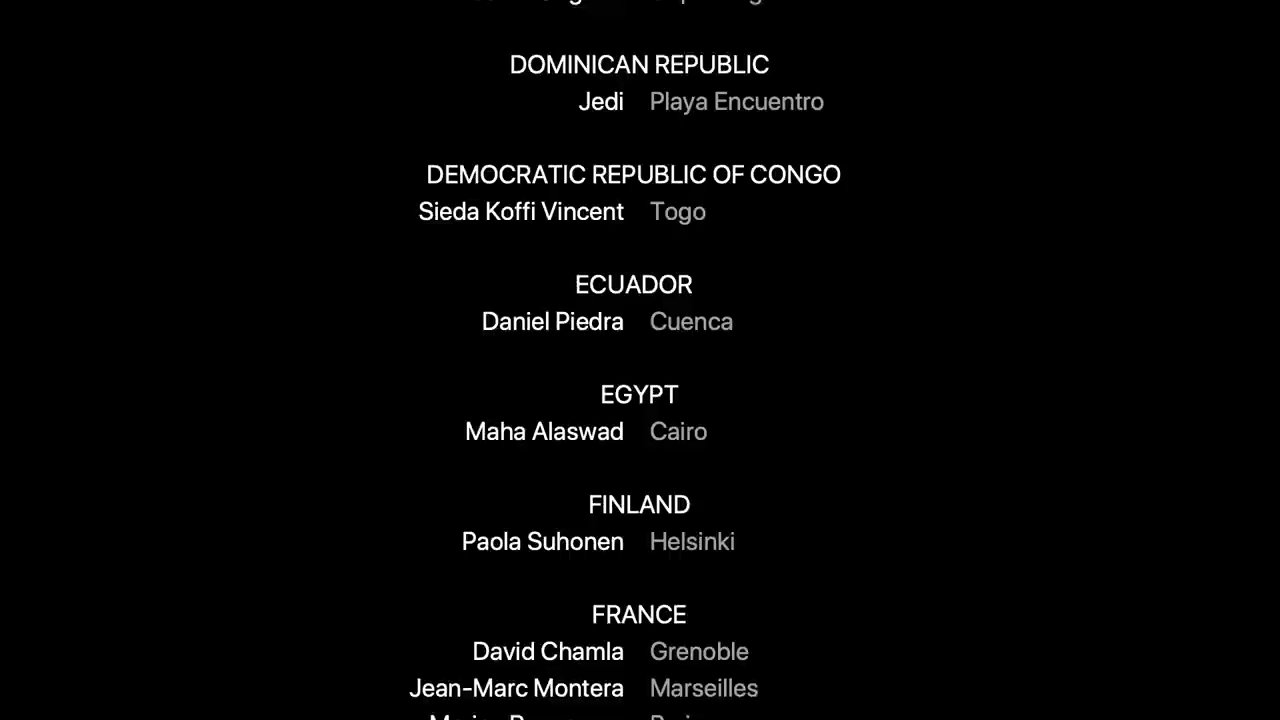 DOMINICAN REPUBLIC
Jedi Playa Encuentro
DEMOCRATIC REPUBLIC OF CONGO
Sieda Koffi Vincent Togo
ECUADOR
Daniel Piedra Cuenca
EGYPT
Maha Alaswad Cairo
FINLAND
Paola Suhonen Helsinki
FRANCE
David Chamla Grenoble
Jean-Marc Montera Marseilles